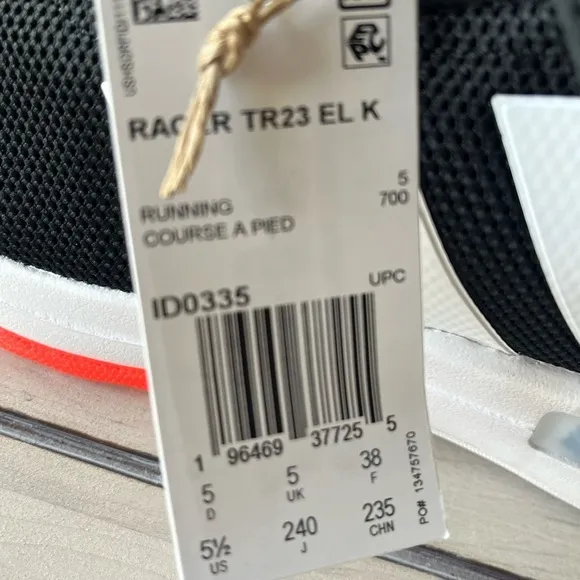 RACER TR23 EL K
5
700
RUNNING
COURSE A PIED
ID0335
UPC
1 96469 37725 5
5 5 38
D UK F
5½ 240 235
US J CHN
PO# 134757670